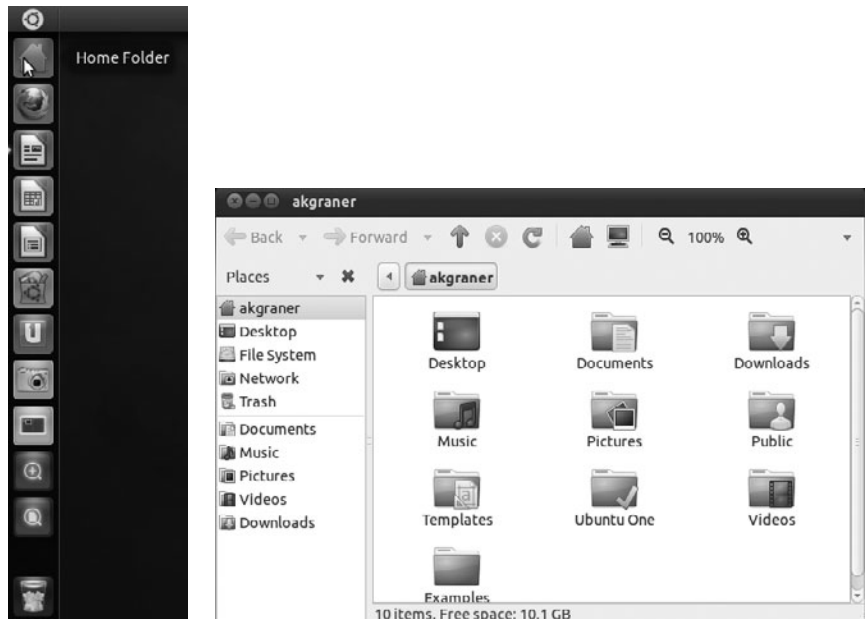 Home Folder
akgraner
Back Forward 100%
Places akgraner
akgraner
Desktop
File System
Network
Trash
Documents
Music
Pictures
Videos
Downloads
Desktop Documents Downloads
Music Pictures Public
Templates Ubuntu One Videos
Examples
10 items, Free space: 10.1 GB